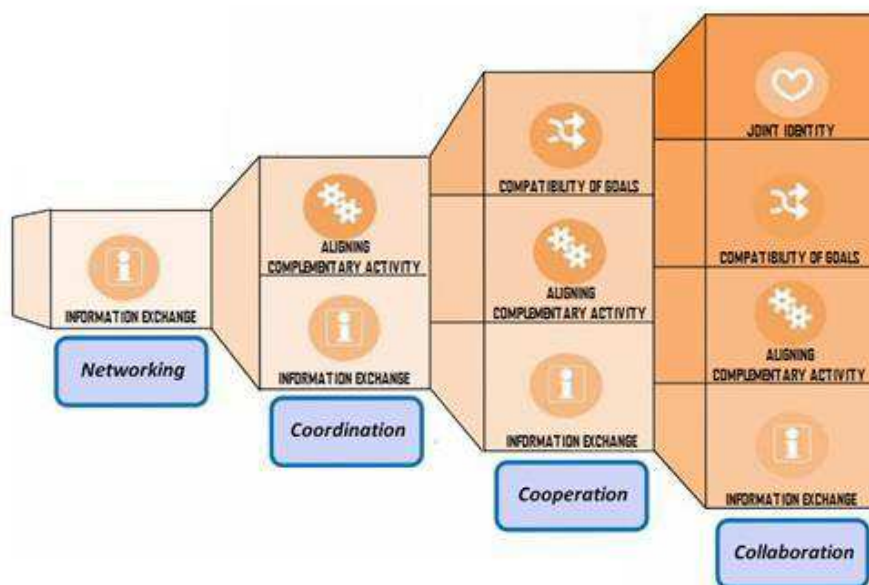 INFORMATION EXCHANGE
Networking
ALIGNING
COMPLEMENTARY ACTIVITY
INFORMATION EXCHANGE
Coordination
COMPATIBILITY OF GOALS
ALIGNING
COMPLEMENTARY ACTIVITY
INFORMATION EXCHANGE
Cooperation
JOINT IDENTITY
COMPATIBILITY OF GOALS
ALIGNING
COMPLEMENTARY ACTIVITY
INFORMATION EXCHANGE
Collaboration